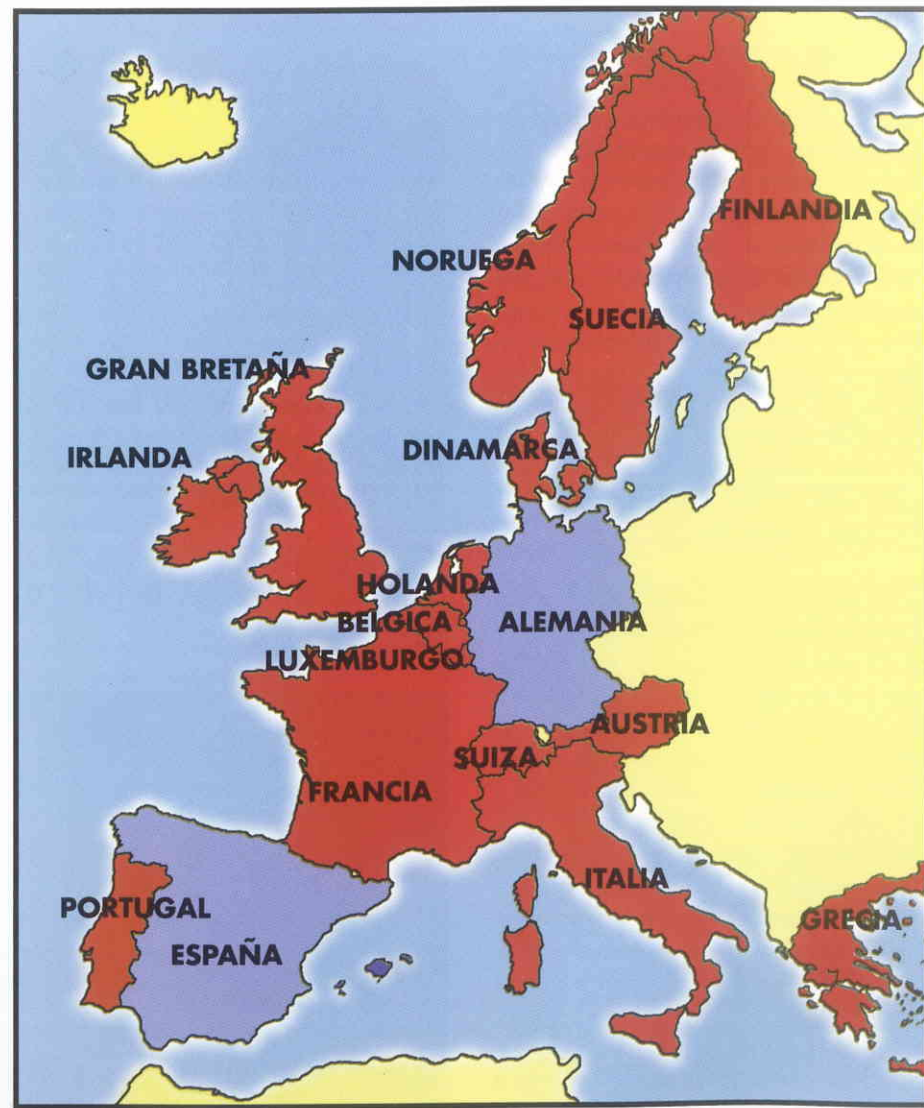 FINLANDIA
NORUEGA
SUECIA
GRAN BRETAÑA
DINAMARCA
IRLANDA
HOLANDA
BELGICA
ALEMANIA
LUXEMBURGO
AUSTRIA
SUIZA
FRANCIA
ITALIA
PORTUGAL
GRECIA
ESPAÑA